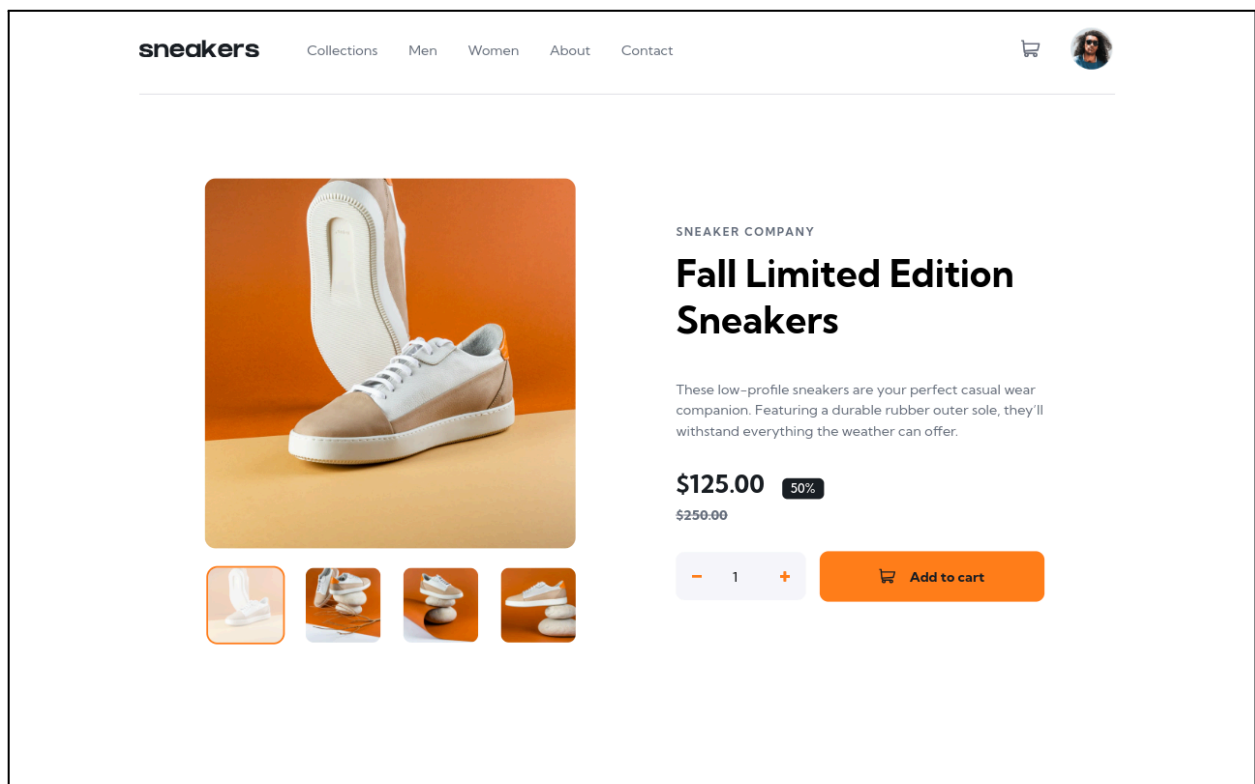 sneakers
Collections Men Women About Contact
SNEAKER COMPANY
Fall Limited Edition
Sneakers
These low-profile sneakers are your perfect casual wear
companion. Featuring a durable rubber outer sole, they'll
withstand everything the weather can offer.
$125.00 50%
$250.00
− 1 + Add to cart